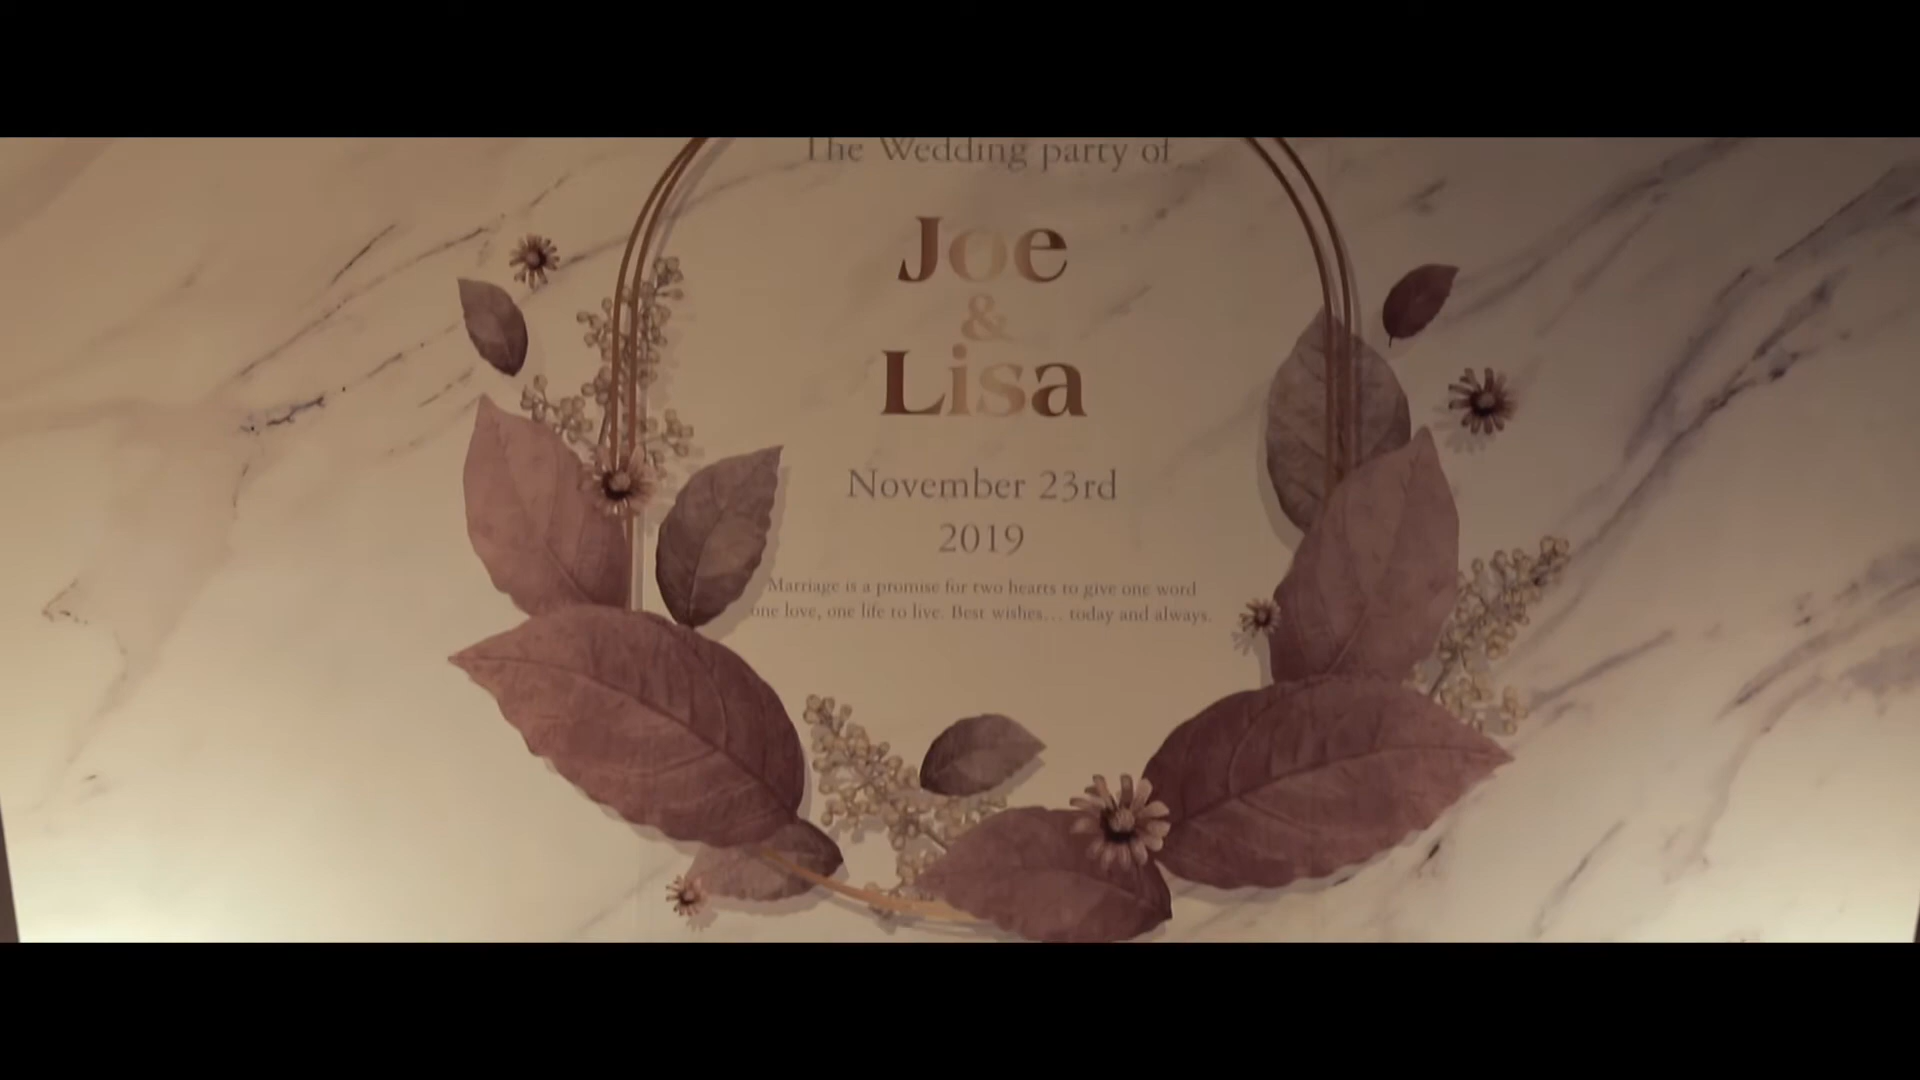 The Wedding party of
Joe
&
Lisa
November 23rd
2019
Marriage is a promise for two hearts to give one word
one love, one life to live. Best wishes... today and always.